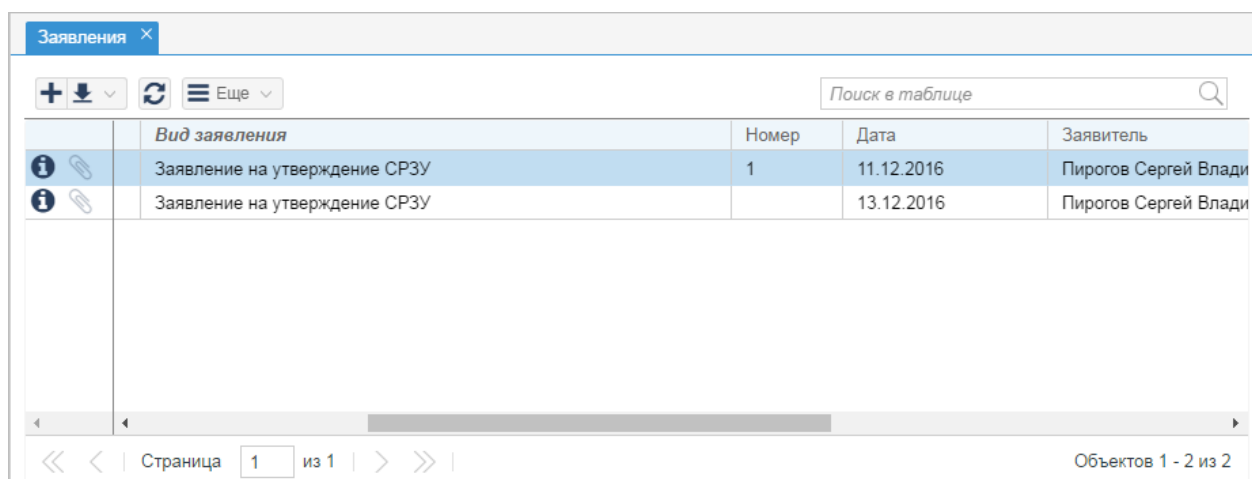 Заявления
Еще
Поиск в таблице
Вид заявления Номер Дата Заявитель
Заявление на утверждение СРЗУ 1 11.12.2016 Пирогов Сергей Влади
Заявление на утверждение СРЗУ 13.12.2016 Пирогов Сергей Влади
Страница 1 из 1 Объектов 1 - 2 из 2